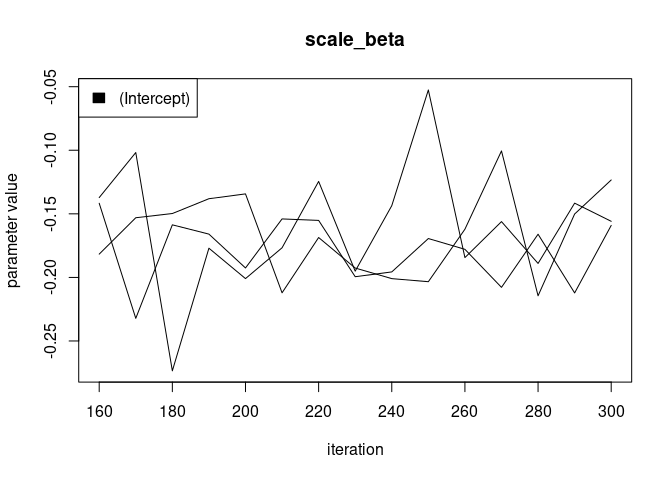 scale_beta
(Intercept)
parameter value
-0.05
-0.10
-0.15
-0.20
-0.25
160 180 200 220 240 260 280 300
iteration